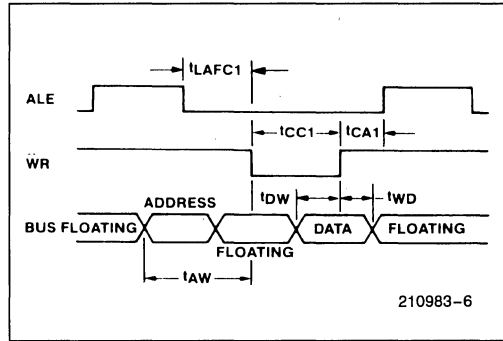 tLAFC1
ALE
tCC1 tCA1
WR
ADDRESS tDW tWD
BUS FLOATING DATA FLOATING
FLOATING
tAW
210983-6